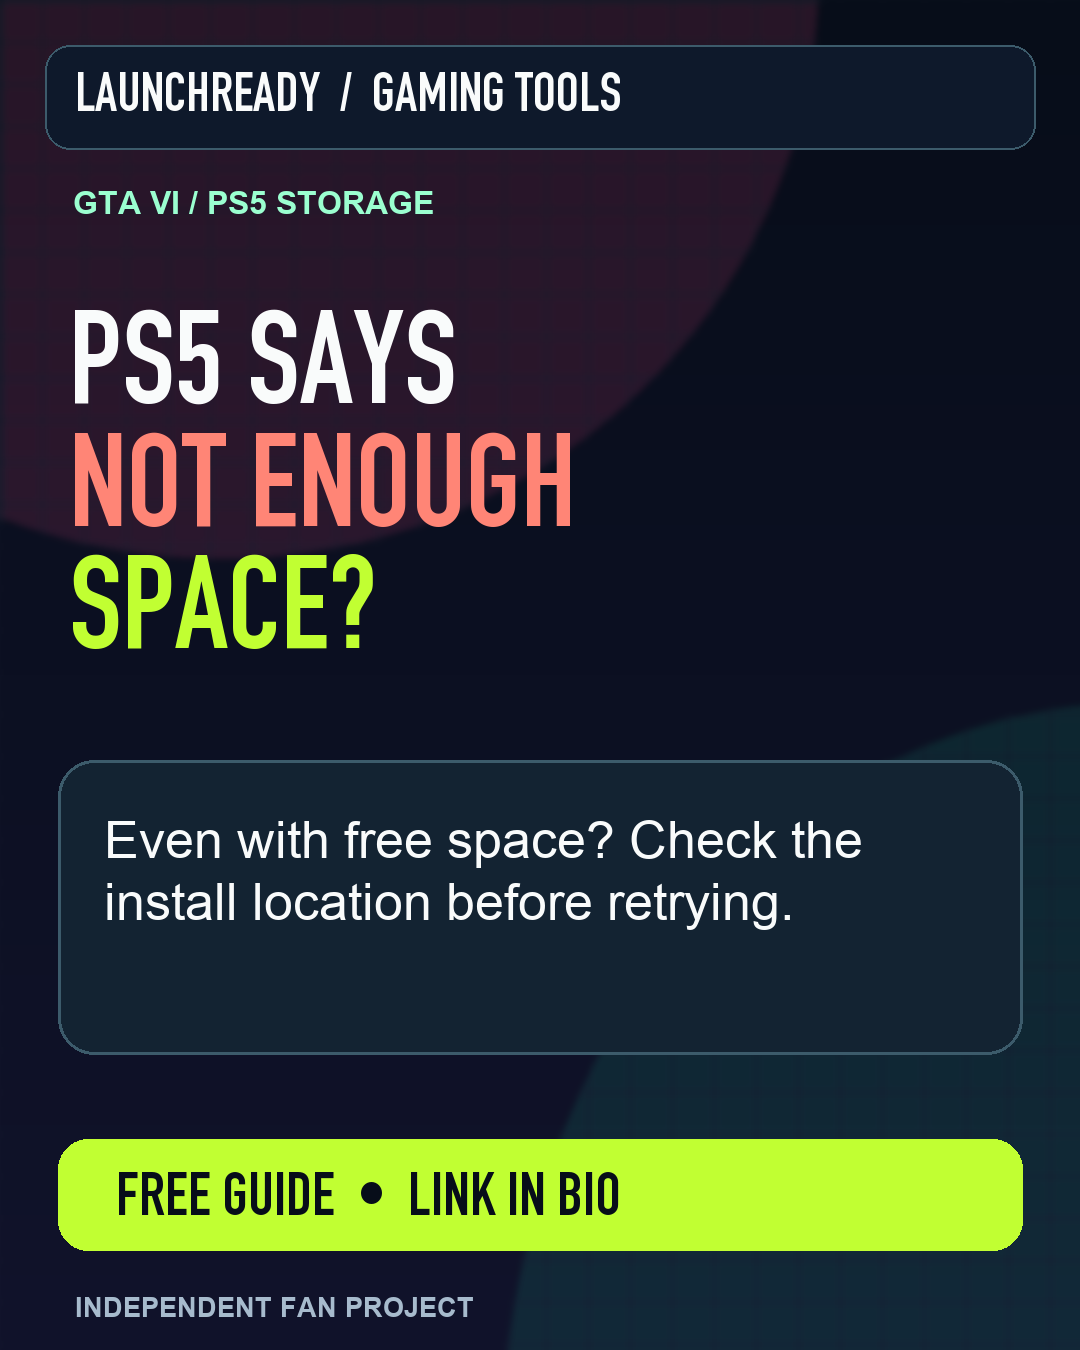 LAUNCHREADY / GAMING TOOLS
GTA VI / PS5 STORAGE
PS5 SAYS
NOT ENOUGH
SPACE?
Even with free space? Check the
install location before retrying.
FREE GUIDE • LINK IN BIO
INDEPENDENT FAN PROJECT